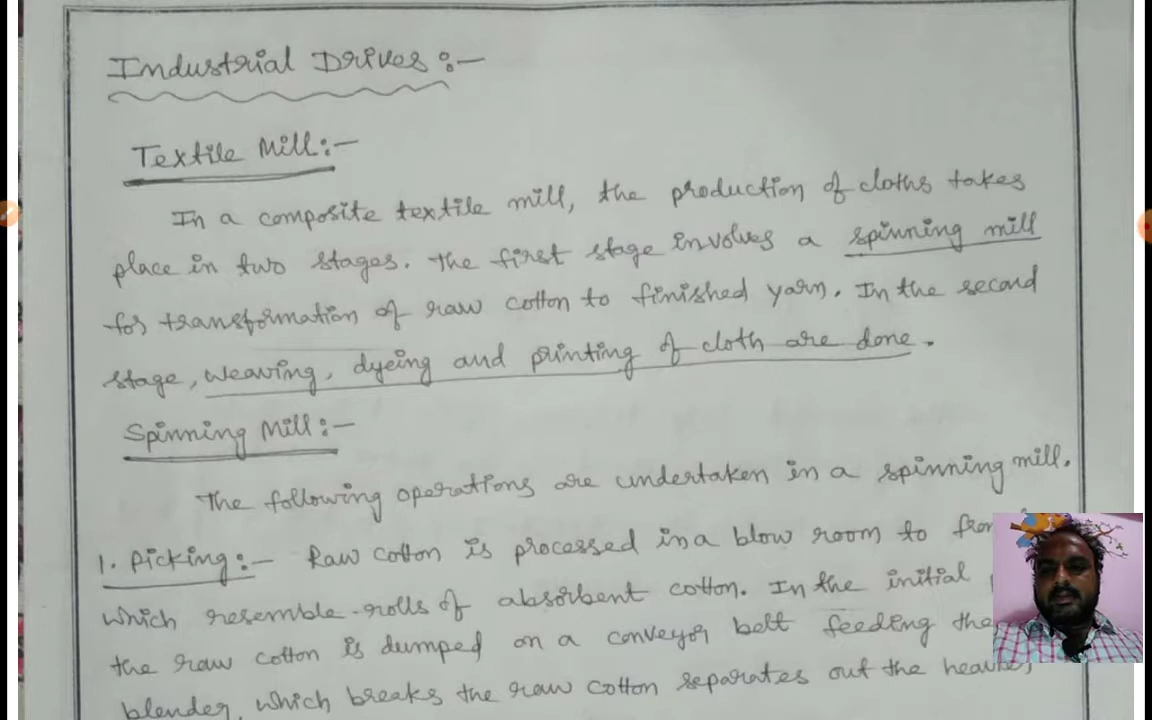 Industrial Drives:-
Textile Mill:-
In a composite textile mill, the production of cloths takes
place in two stages. The first stage involves a spinning mill
for transformation of raw cotton to finished yarn. In the second
stage, weaving, dyeing and printing of cloth are done.
Spinning Mill:-
The following operations are undertaken in a spinning mill.
1. Picking:- Raw cotton is processed in a blow room to
which resemble rolls of absorbent cotton. In the initial
the raw cotton is dumped on a conveyor belt feeding the
blender, which breaks the raw cotton separates out the